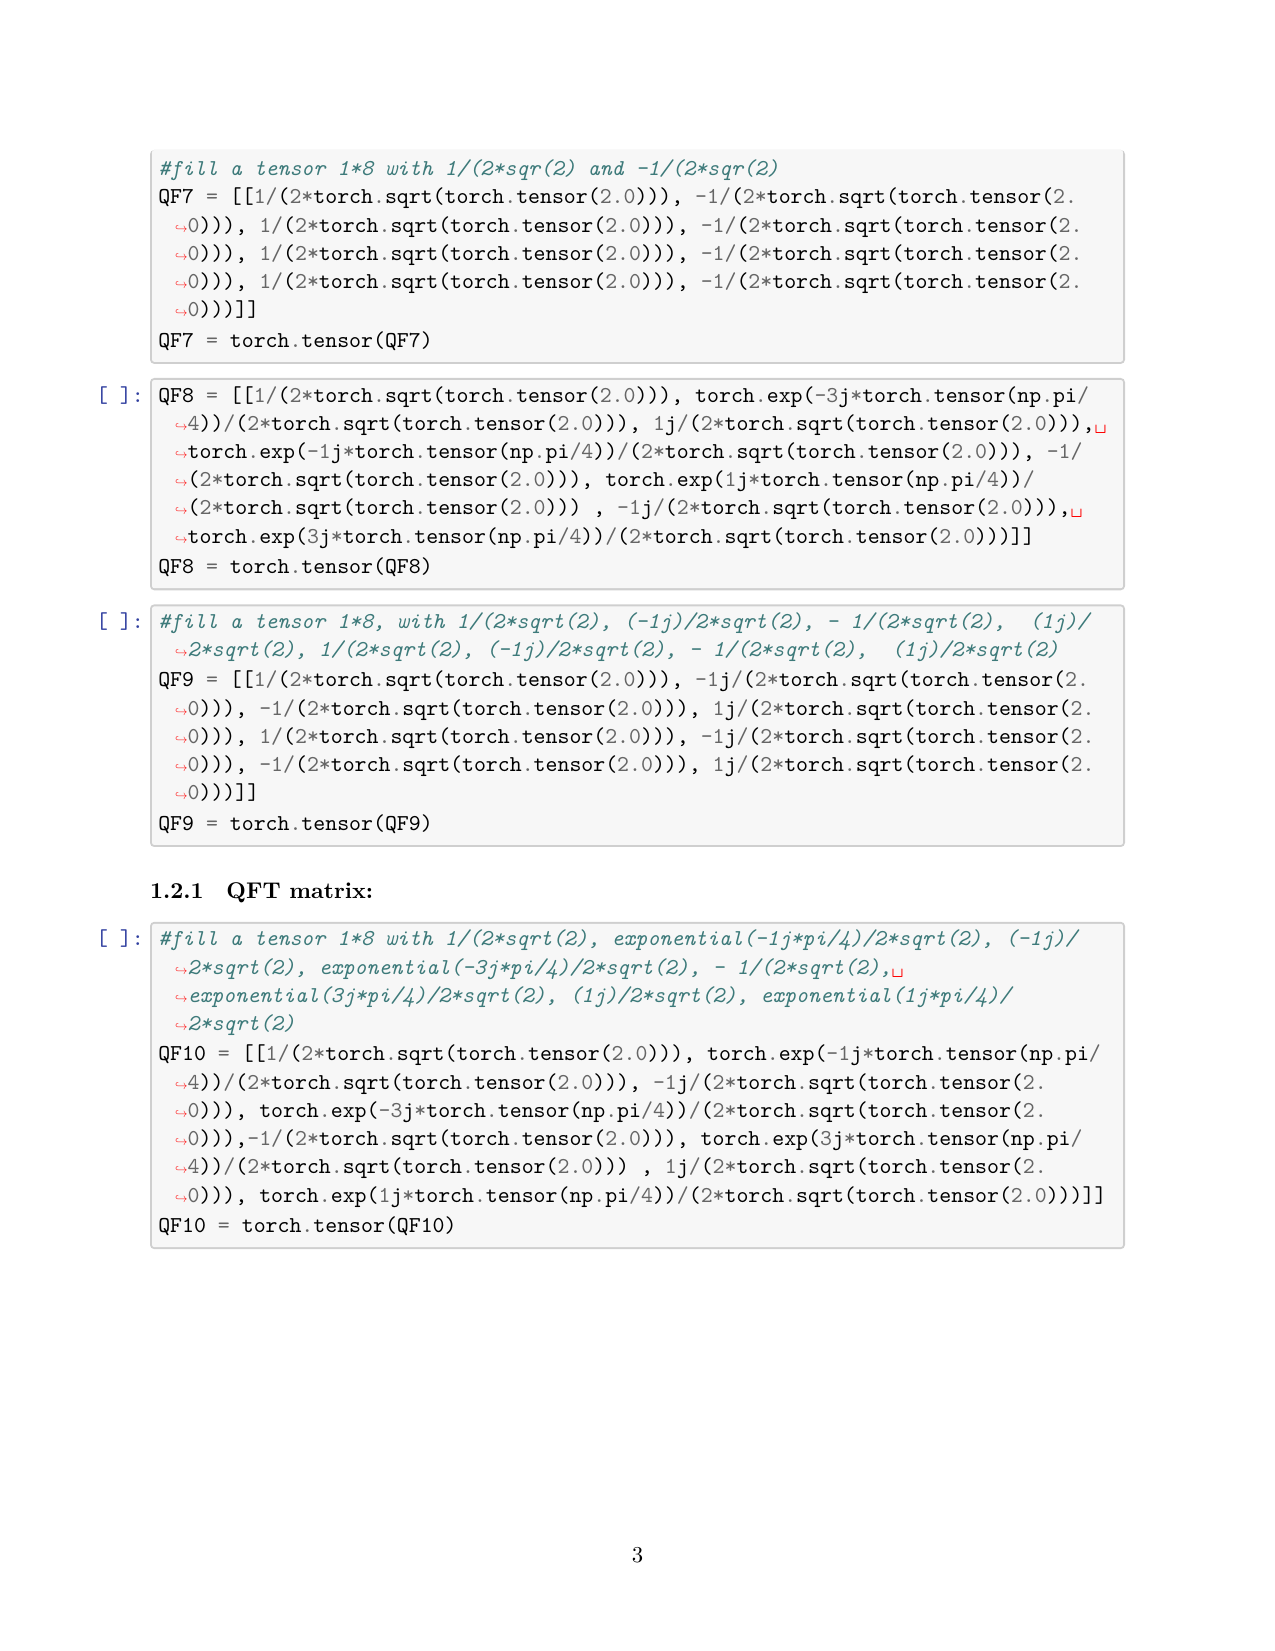 #fill a tensor 1*8 with 1/(2*sqr(2) and -1/(2*sqr(2)
QF7 = [[1/(2*torch.sqrt(torch.tensor(2.0))), -1/(2*torch.sqrt(torch.tensor(2.
↪0))), 1/(2*torch.sqrt(torch.tensor(2.0))), -1/(2*torch.sqrt(torch.tensor(2.
↪0))), 1/(2*torch.sqrt(torch.tensor(2.0))), -1/(2*torch.sqrt(torch.tensor(2.
↪0))), 1/(2*torch.sqrt(torch.tensor(2.0))), -1/(2*torch.sqrt(torch.tensor(2.
↪0)))]]
QF7 = torch.tensor(QF7)
[ ]: QF8 = [[1/(2*torch.sqrt(torch.tensor(2.0))), torch.exp(-3j*torch.tensor(np.pi/
↪4))/(2*torch.sqrt(torch.tensor(2.0))), 1j/(2*torch.sqrt(torch.tensor(2.0))),␣
↪torch.exp(-1j*torch.tensor(np.pi/4))/(2*torch.sqrt(torch.tensor(2.0))), -1/
↪(2*torch.sqrt(torch.tensor(2.0))), torch.exp(1j*torch.tensor(np.pi/4))/
↪(2*torch.sqrt(torch.tensor(2.0))) , -1j/(2*torch.sqrt(torch.tensor(2.0))),␣
↪torch.exp(3j*torch.tensor(np.pi/4))/(2*torch.sqrt(torch.tensor(2.0)))]]
QF8 = torch.tensor(QF8)
[ ]: #fill a tensor 1*8, with 1/(2*sqrt(2), (-1j)/2*sqrt(2), - 1/(2*sqrt(2),  (1j)/
↪2*sqrt(2), 1/(2*sqrt(2), (-1j)/2*sqrt(2), - 1/(2*sqrt(2),  (1j)/2*sqrt(2)
QF9 = [[1/(2*torch.sqrt(torch.tensor(2.0))), -1j/(2*torch.sqrt(torch.tensor(2.
↪0))), -1/(2*torch.sqrt(torch.tensor(2.0))), 1j/(2*torch.sqrt(torch.tensor(2.
↪0))), 1/(2*torch.sqrt(torch.tensor(2.0))), -1j/(2*torch.sqrt(torch.tensor(2.
↪0))), -1/(2*torch.sqrt(torch.tensor(2.0))), 1j/(2*torch.sqrt(torch.tensor(2.
↪0)))]]
QF9 = torch.tensor(QF9)
1.2.1 QFT matrix:
[ ]: #fill a tensor 1*8 with 1/(2*sqrt(2), exponential(-1j*pi/4)/2*sqrt(2), (-1j)/
↪2*sqrt(2), exponential(-3j*pi/4)/2*sqrt(2), - 1/(2*sqrt(2),␣
↪exponential(3j*pi/4)/2*sqrt(2), (1j)/2*sqrt(2), exponential(1j*pi/4)/
↪2*sqrt(2)
QF10 = [[1/(2*torch.sqrt(torch.tensor(2.0))), torch.exp(-1j*torch.tensor(np.pi/
↪4))/(2*torch.sqrt(torch.tensor(2.0))), -1j/(2*torch.sqrt(torch.tensor(2.
↪0))), torch.exp(-3j*torch.tensor(np.pi/4))/(2*torch.sqrt(torch.tensor(2.
↪0))),-1/(2*torch.sqrt(torch.tensor(2.0))), torch.exp(3j*torch.tensor(np.pi/
↪4))/(2*torch.sqrt(torch.tensor(2.0))) , 1j/(2*torch.sqrt(torch.tensor(2.
↪0))), torch.exp(1j*torch.tensor(np.pi/4))/(2*torch.sqrt(torch.tensor(2.0)))]]
QF10 = torch.tensor(QF10)
3